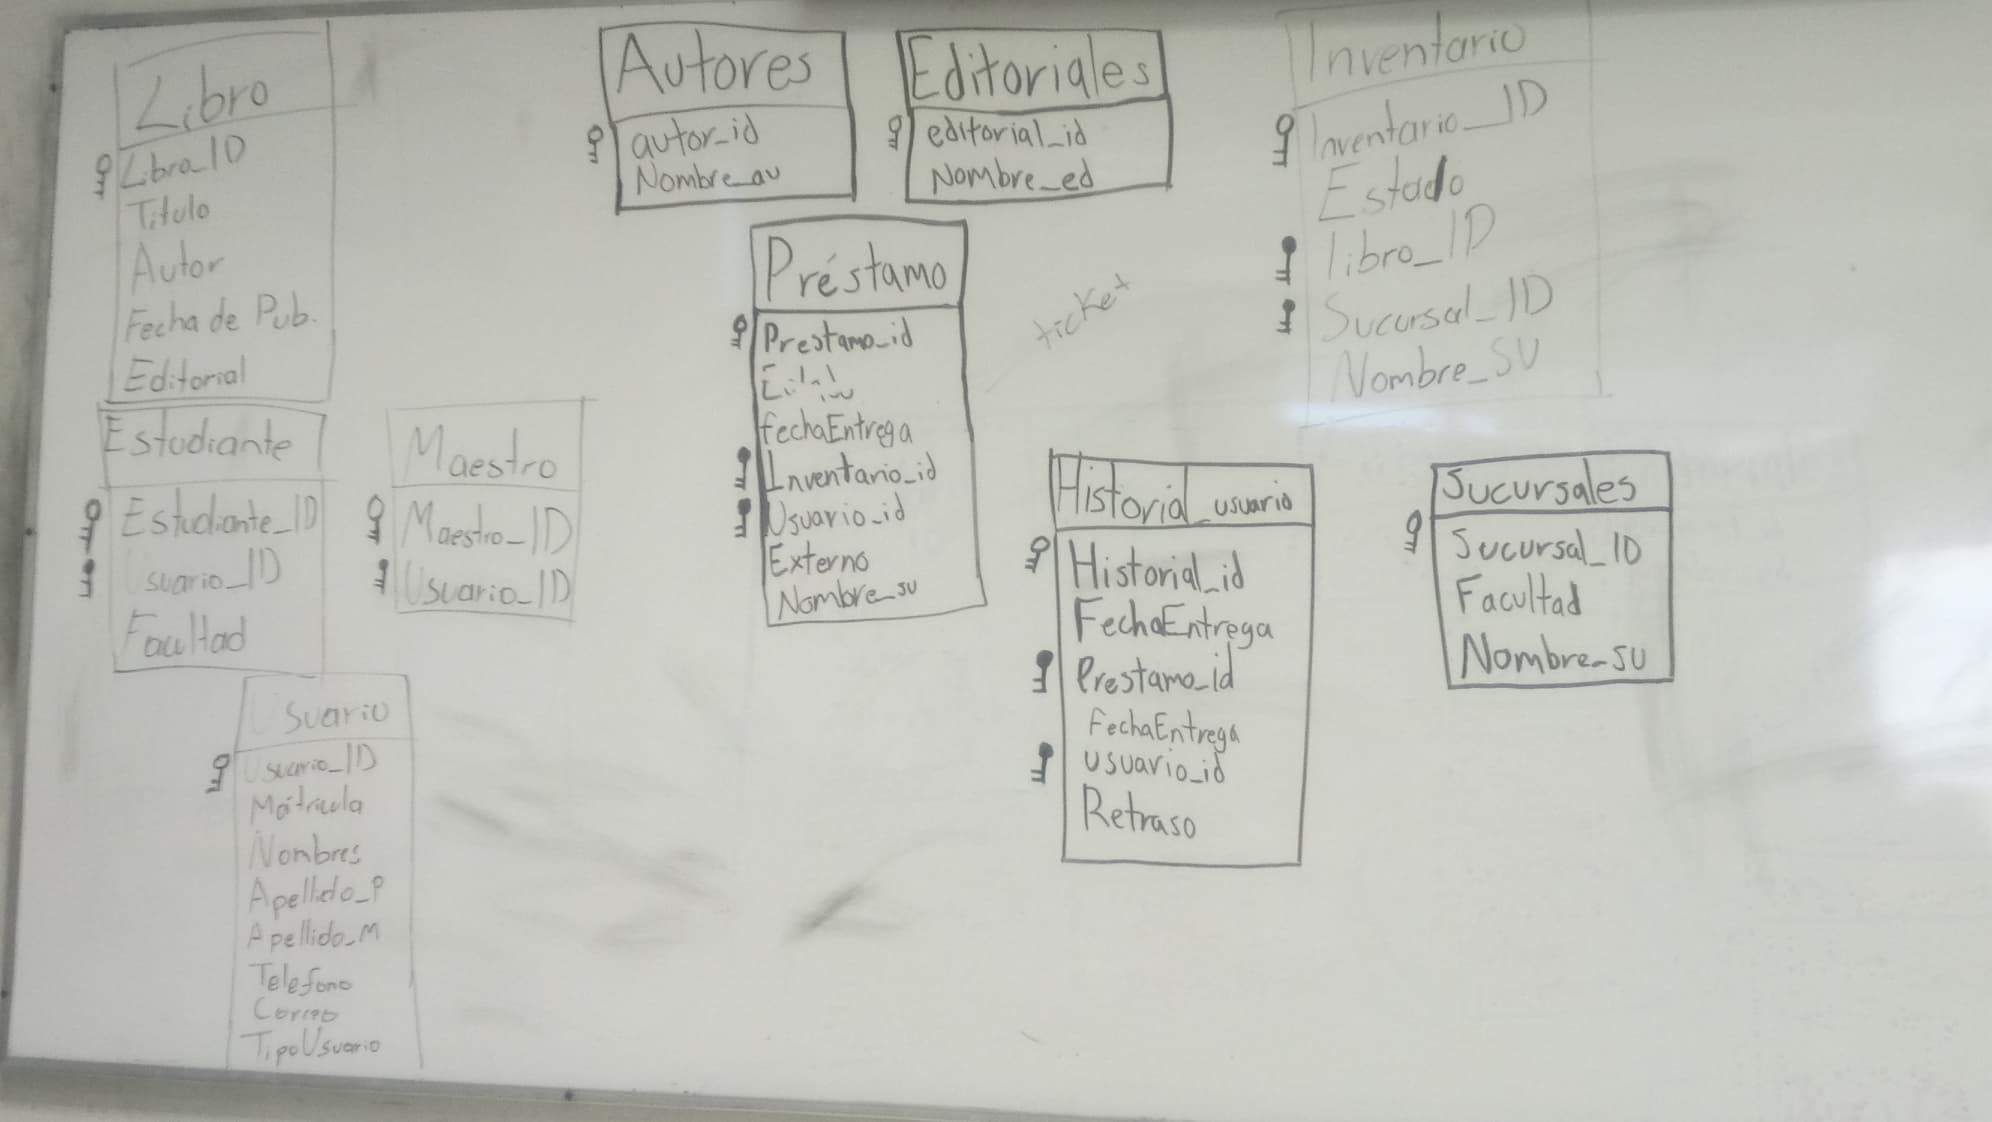 Libro
Libro_ID
Titulo
Autor
Fecha de Pub.
Editorial
Autores
autor_id
Nombre_au
Editoriales
editorial_id
Nombre_ed
Inventario
Inventario_ID
Estado
libro_ID
Sucursal_ID
Nombre_SU
Préstamo
Prestamo_id
fechaEntrega
Inventario_id
Usuario_id
Externo
Nombre_su
ticket
Estudiante
Estudiante_ID
Usuario_ID
Facultad
Maestro
Maestro_ID
Usuario_ID
Historial_usuario
Historial_id
FechaEntrega
Prestamo_id
FechaEntrega
usuario_id
Retraso
Sucursales
Sucursal_ID
Facultad
Nombre_su
Usuario
Usuario_ID
Matricula
Nombres
Apellido_P
Apellido_M
Telefono
Correo
TipoUsuario